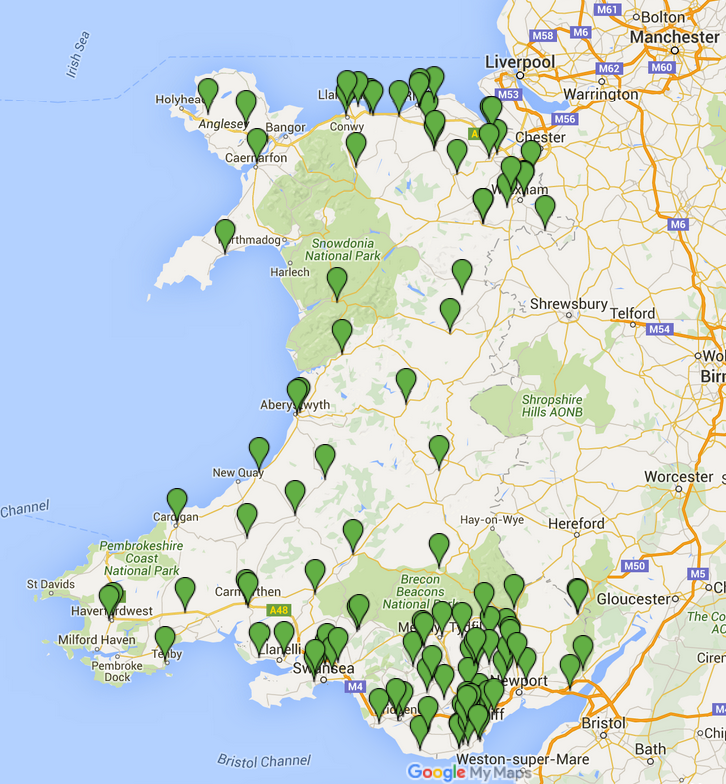 M61
Bolton
Irish Sea
M58
M6
Manchester
Liverpool
M62
M60
Holyhead
M53
Warrington
Anglesey
Bangor
Conwy
M56
Chester
Caernarfon
M6
Snowdonia
National Park
Harlech
Shrewsbury
Telford
M54
Shropshire
Hills AONB
New Quay
Worcester
Channel
Cardigan
Hay-on-Wye
Hereford
Pembrokeshire
Coast
National Park
M50
M5
St Davids
Brecon
Beacons
National
Gloucester
A48
Milford Haven
Llanelli
Tenby
Swansea
Pembroke
Dock
M4
Newport
Bristol
Bath
Bristol Channel
Weston-super-Mare
Google My Maps